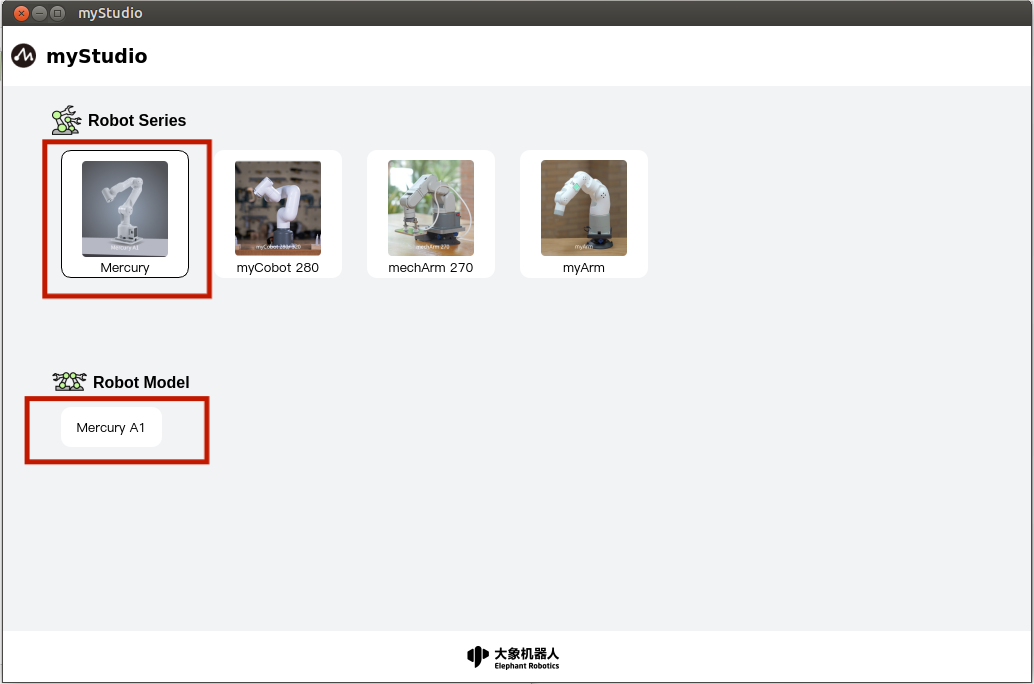 myStudio
myStudio
Robot Series
Mercury A1
myCobot 280/320
mechArm 270
myArm
Mercury
myCobot 280
mechArm 270
myArm
Robot Model
Mercury A1
大象机器人
Elephant Robotics